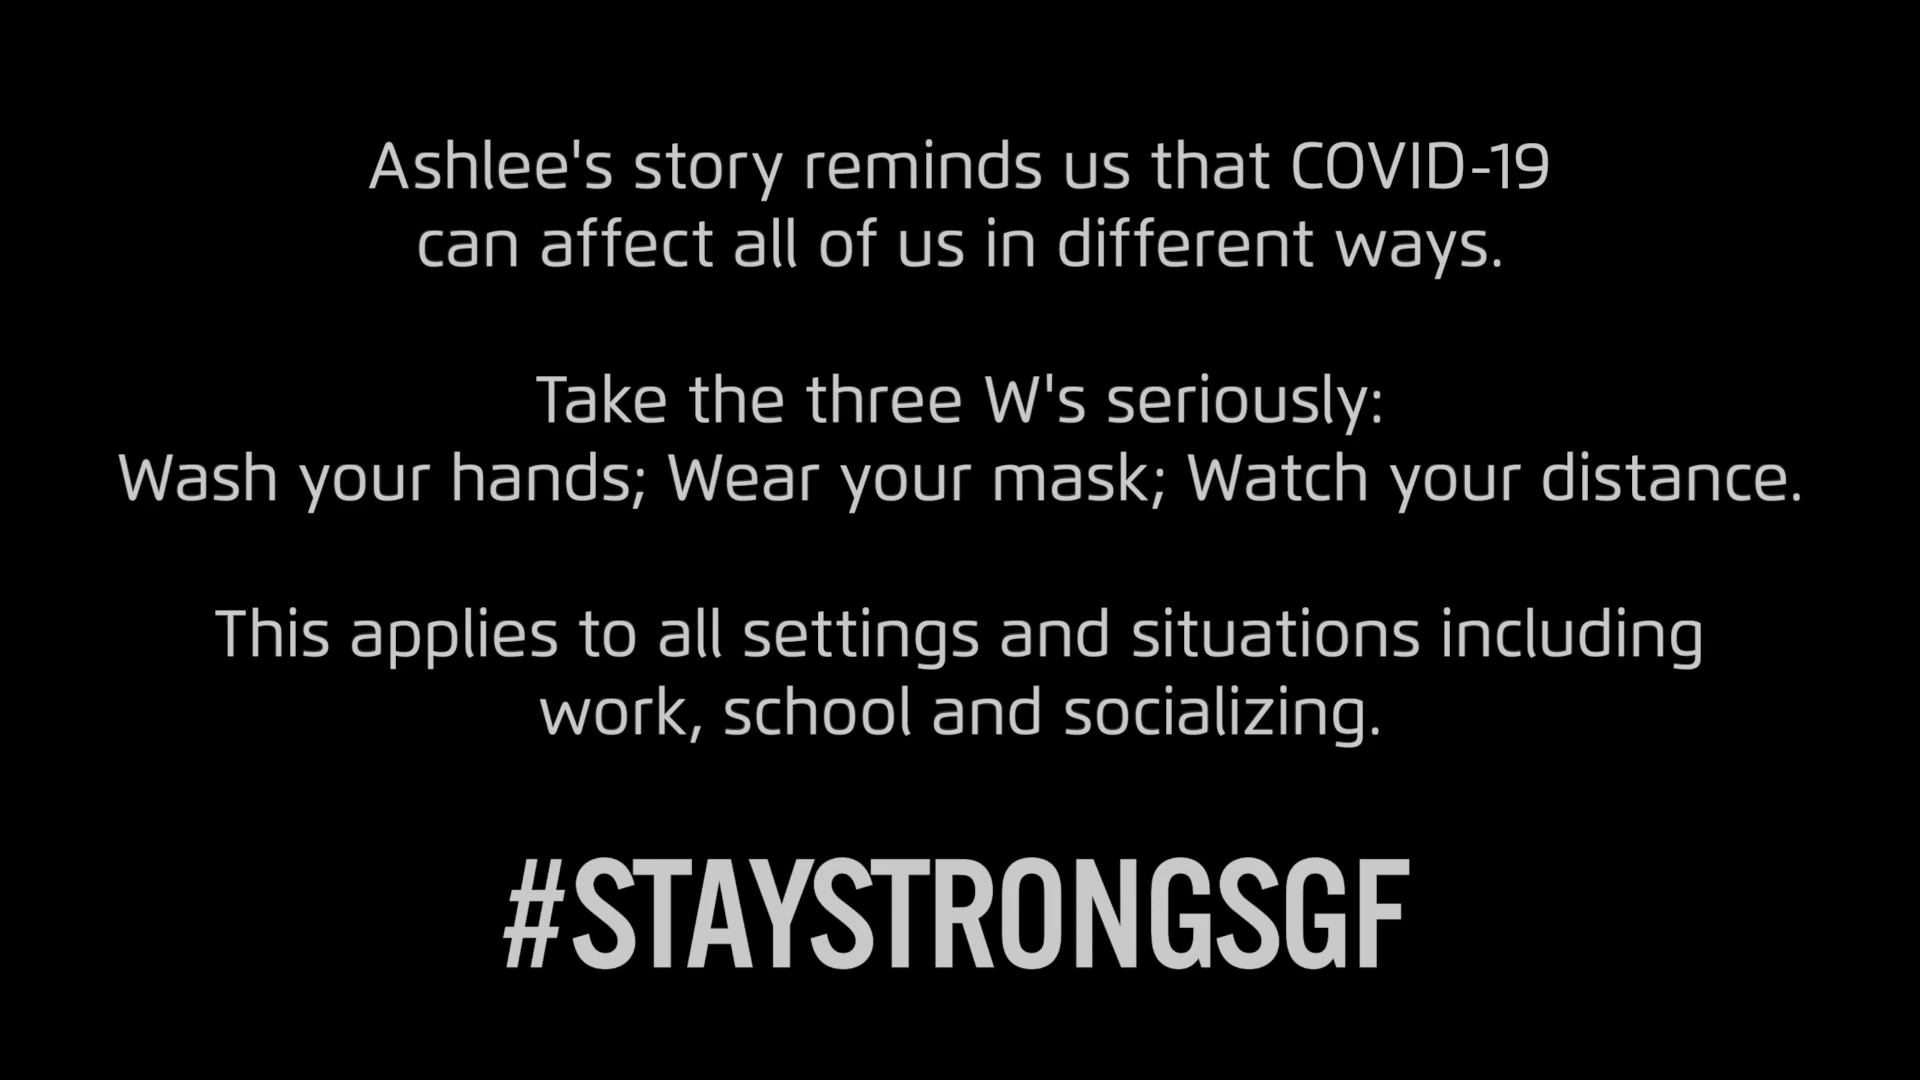 Ashlee's story reminds us that COVID-19
can affect all of us in different ways.
Take the three W's seriously:
Wash your hands; Wear your mask; Watch your distance.
This applies to all settings and situations including
work, school and socializing.
#STAYSTRONGSGF